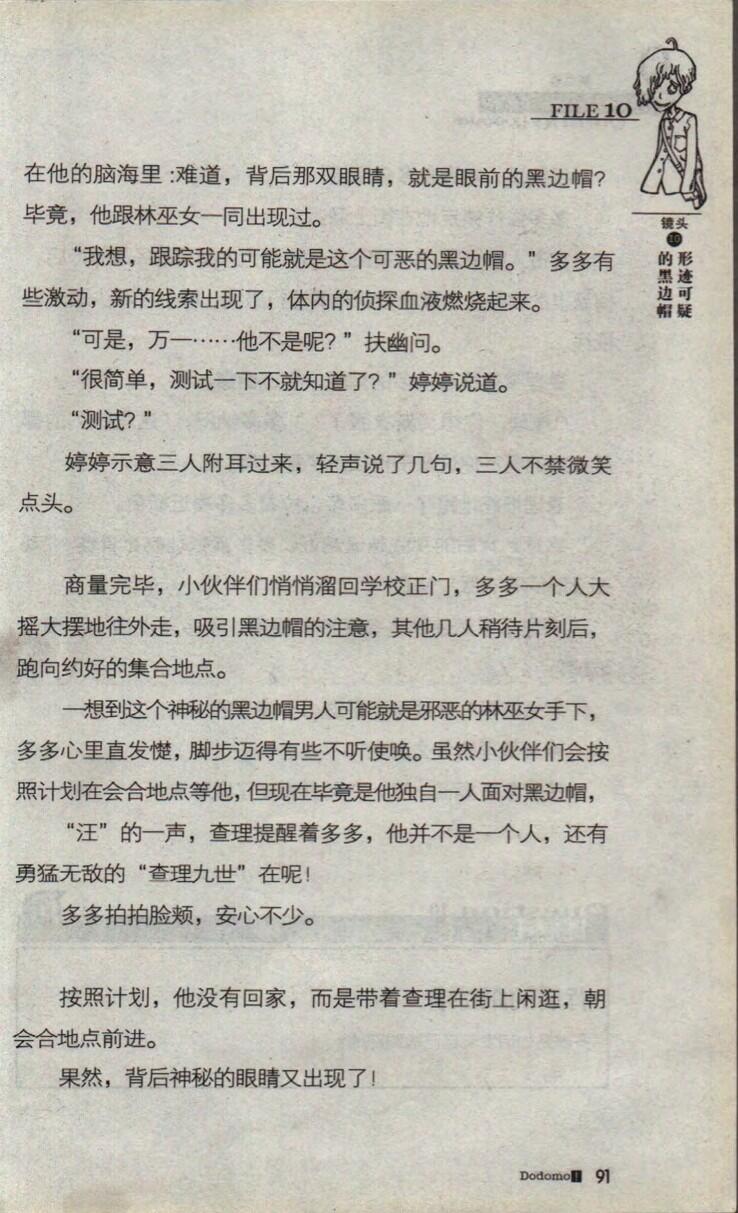 FILE 10
镜头
10
形迹可疑
的黑边帽
在他的脑海里:难道，背后那双眼睛，就是眼前的黑边帽？
毕竟，他跟林巫女一同出现过。
“我想，跟踪我的可能就是这个可恶的黑边帽。”多多有
些激动，新的线索出现了，体内的侦探血液燃烧起来。
“可是，万一……他不是呢？”扶幽问。
“很简单，测试一下不就知道了？”婷婷说道。
“测试？”
婷婷示意三人附耳过来，轻声说了几句，三人不禁微笑
点头。
商量完毕，小伙伴们悄悄溜回学校正门，多多一个人大
摇大摆地往外走，吸引黑边帽的注意，其他几人稍待片刻后，
跑向约好的集合地点。
一想到这个神秘的黑边帽男人可能就是邪恶的林巫女手下，
多多心里直发憷，脚步迈得有些不听使唤。虽然小伙伴们会按
照计划在会合地点等他，但现在毕竟是他独自一人面对黑边帽，
“汪”的一声，查理提醒着多多，他并不是一个人，还有
勇猛无敌的“查理九世”在呢！
多多拍拍脸颊，安心不少。
按照计划，他没有回家，而是带着查理在街上闲逛，朝
会合地点前进。
果然，背后神秘的眼睛又出现了！
Dodomo! 91